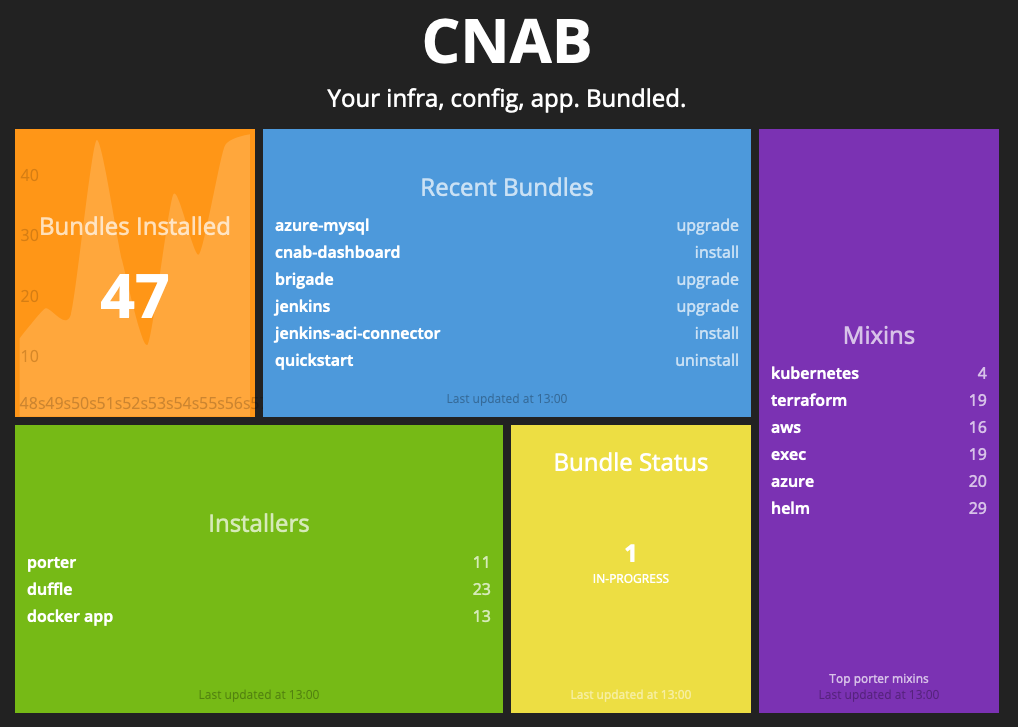 CNAB
Your infra, config, app. Bundled.
40
30
20
10
Bundles Installed
47
48s49s50s51s52s53s54s55s56s5
Recent Bundles
azure-mysql upgrade
cnab-dashboard install
brigade upgrade
jenkins upgrade
jenkins-aci-connector install
quickstart uninstall
Last updated at 13:00
Mixins
kubernetes 4
terraform 19
aws 16
exec 19
azure 20
helm 29
Top porter mixins
Last updated at 13:00
Installers
porter 11
duffle 23
docker app 13
Last updated at 13:00
Bundle Status
1
IN-PROGRESS
Last updated at 13:00